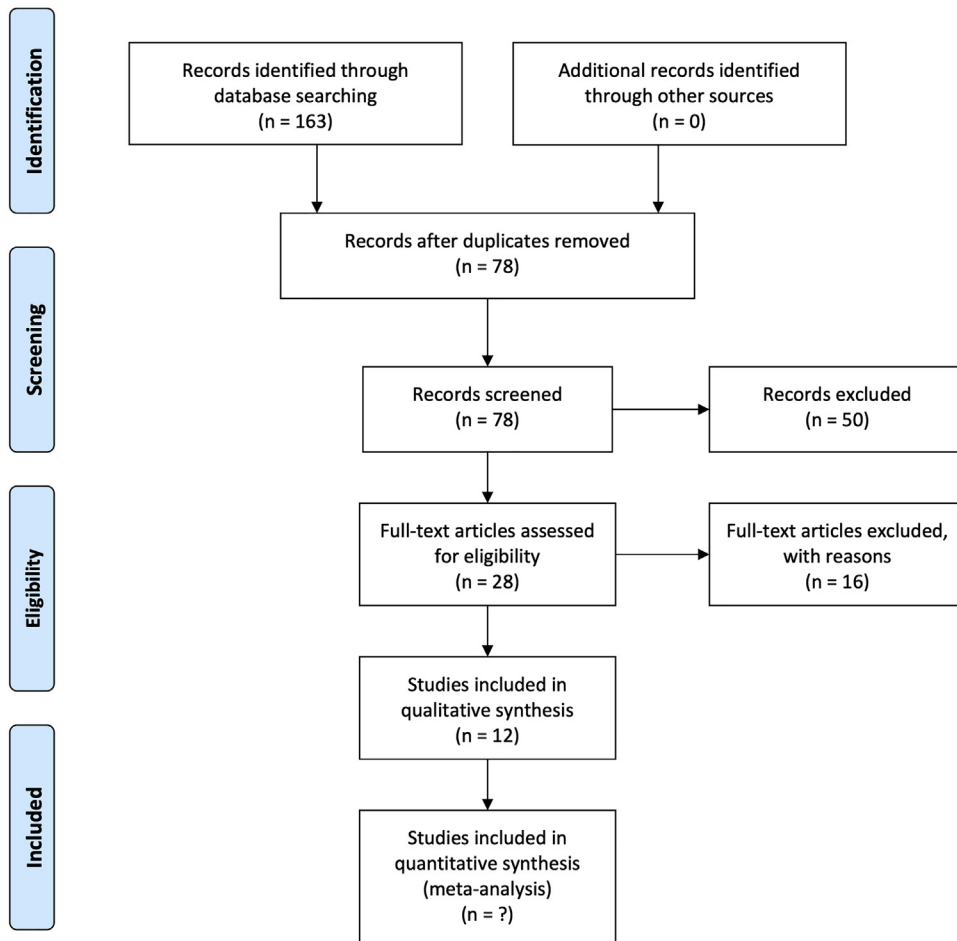 Identification
Records identified through
database searching
(n = 163)
Additional records identified
through other sources
(n = 0)
Records after duplicates removed
(n = 78)
Screening
Records screened
(n = 78)
Records excluded
(n = 50)
Eligibility
Full-text articles assessed
for eligibility
(n = 28)
Full-text articles excluded,
with reasons
(n = 16)
Studies included in
qualitative synthesis
(n = 12)
Included
Studies included in
quantitative synthesis
(meta-analysis)
(n = ?)